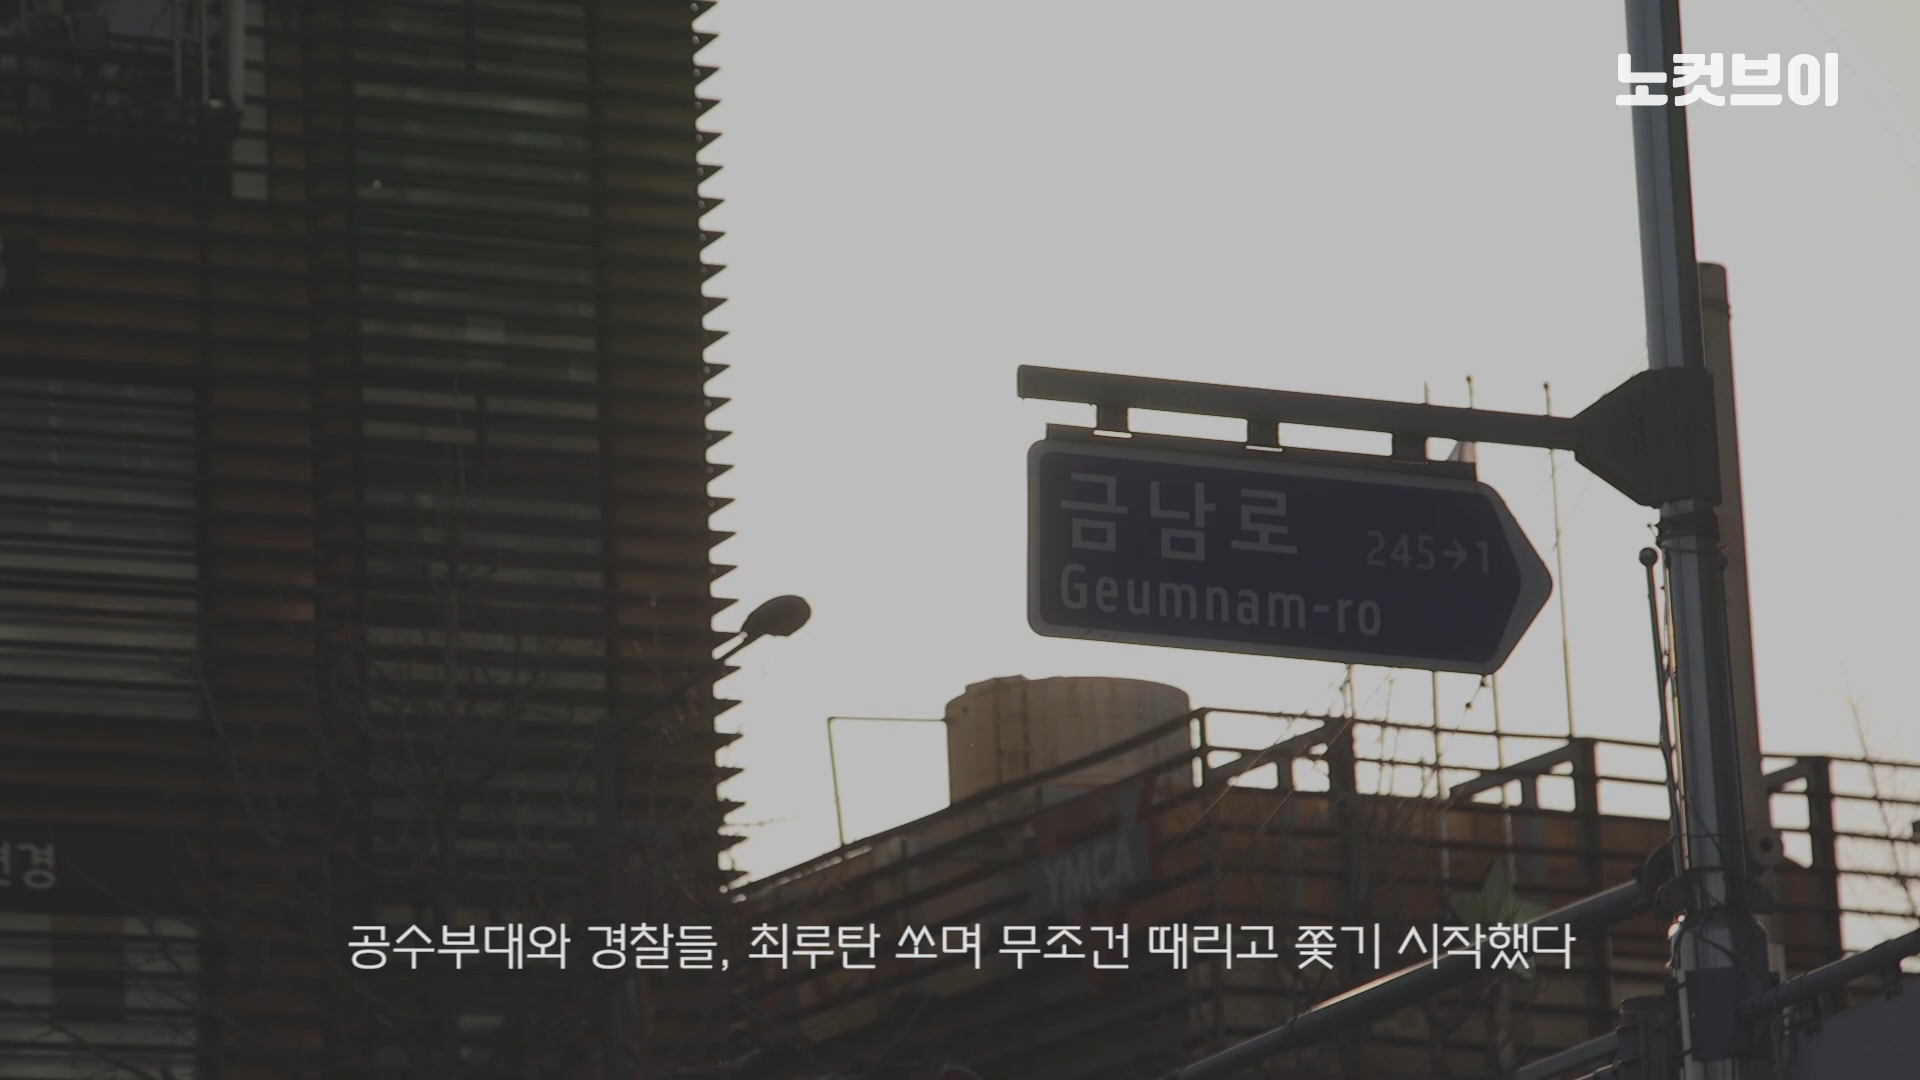 노컷브이
금남로 245→1
Geumnam-ro
YMCA
경
공수부대와 경찰들, 최루탄 쏘며 무조건 때리고 쫓기 시작했다